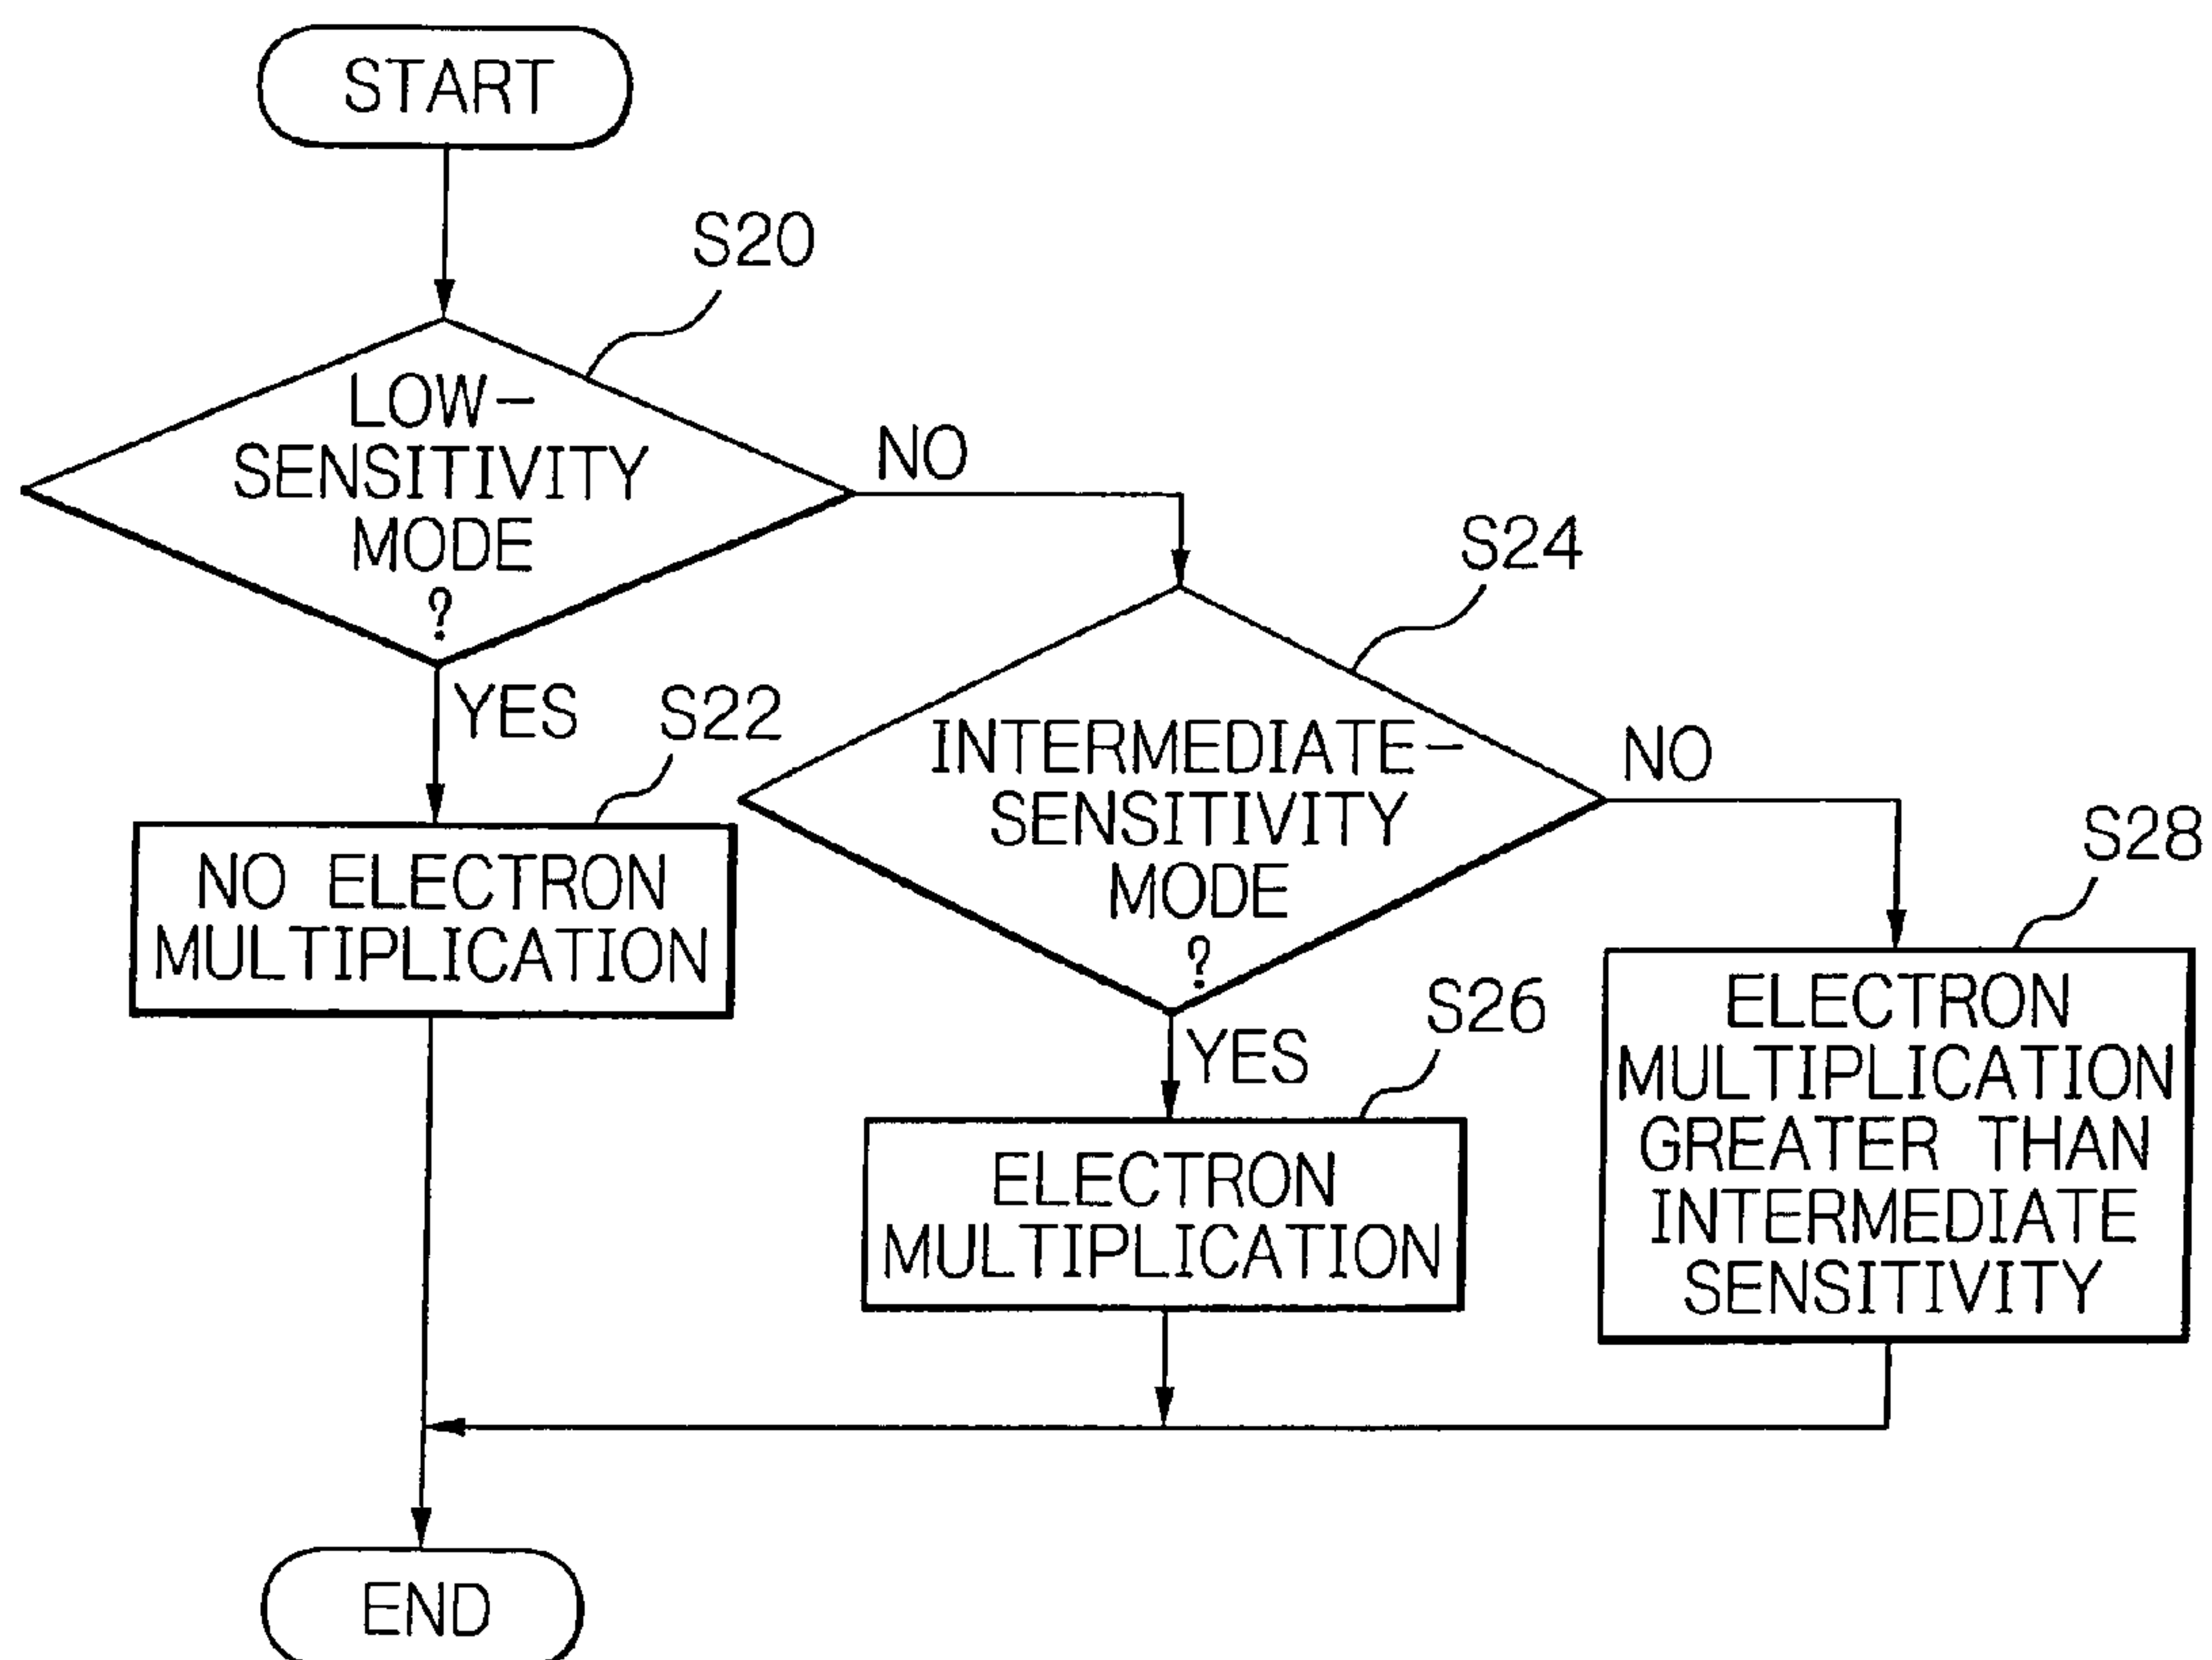 START
S20
LOW-
SENSITIVITY
MODE
?
NO
YES
S22
NO ELECTRON
MULTIPLICATION
S24
INTERMEDIATE-
SENSITIVITY
MODE
?
NO
YES
S26
ELECTRON
MULTIPLICATION
S28
ELECTRON
MULTIPLICATION
GREATER THAN
INTERMEDIATE
SENSITIVITY
END